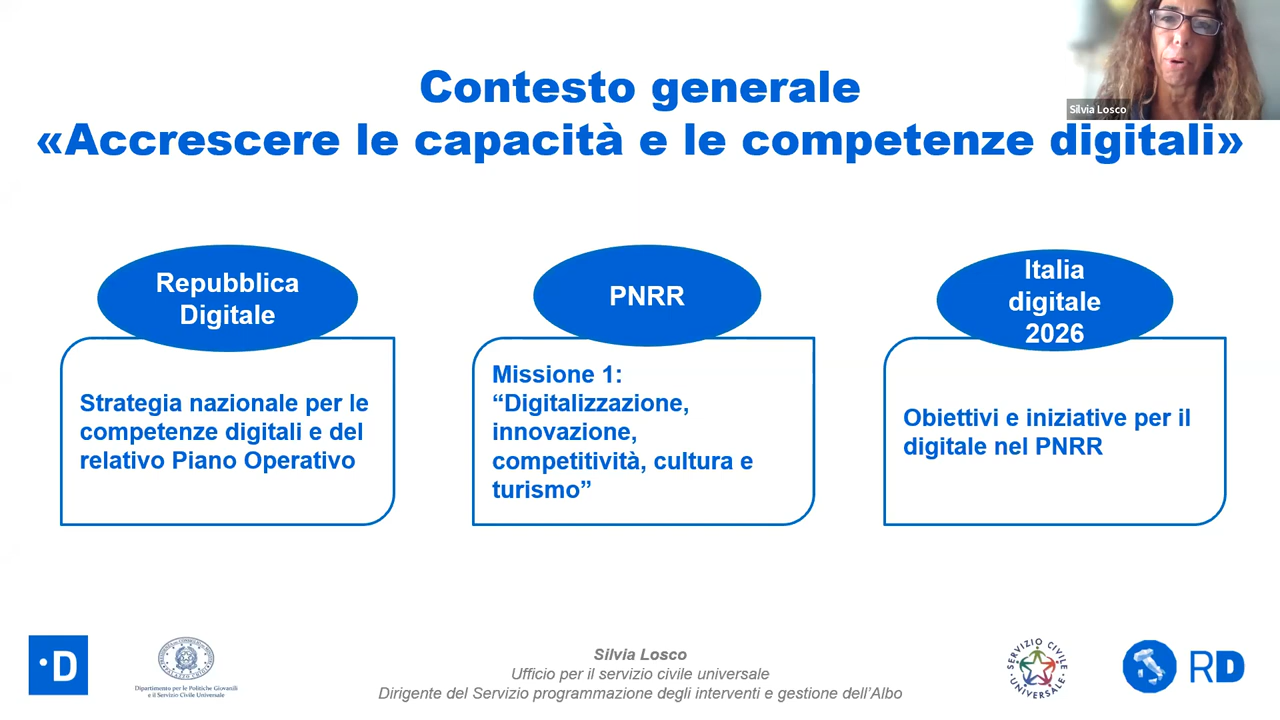 Contesto generale
«Accrescere le capacità e le competenze digitali»
Silvia Losco
Repubblica
Digitale
Strategia nazionale per le
competenze digitali e del
relativo Piano Operativo
PNRR
Missione 1:
“Digitalizzazione,
innovazione,
competitività, cultura e
turismo”
Italia
digitale
2026
Obiettivi e iniziative per il
digitale nel PNRR
D
Dipartimento per le Politiche Giovanili
e il Servizio Civile Universale
Silvia Losco
Ufficio per il servizio civile universale
Dirigente del Servizio programmazione degli interventi e gestione dell’Albo
SERVIZIO CIVILE UNIVERSALE
RD